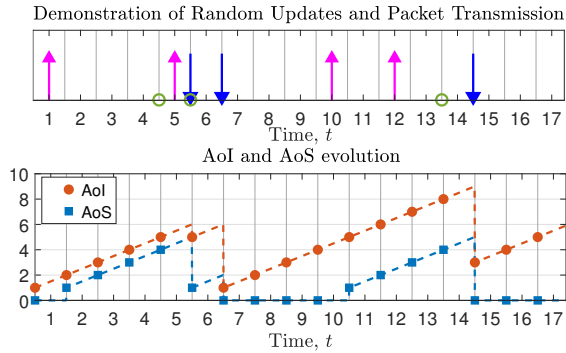 Demonstration of Random Updates and Packet Transmission
1 2 3 4 5 6 7 8 9 10 11 12 13 14 15 16 17
Time, t
AoI and AoS evolution
10
8
6
4
2
0
AoI
AoS
1 2 3 4 5 6 7 8 9 10 11 12 13 14 15 16 17
Time, t